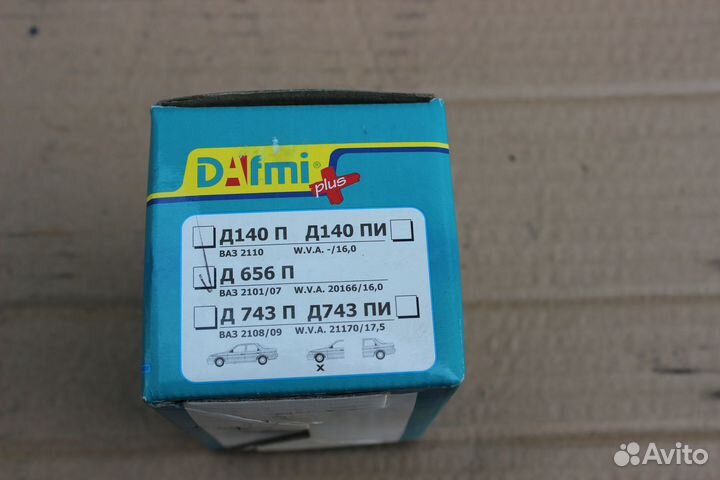 DAfmi®
plus
Д140 П Д140 ПИ
ВАЗ 2110 W.V.A. -/16,0
Д 656 П
ВАЗ 2101/07 W.V.A. 20166/16,0
Д 743 П Д743 ПИ
ВАЗ 2108/09 W.V.A. 21170/17,5
x
Avito